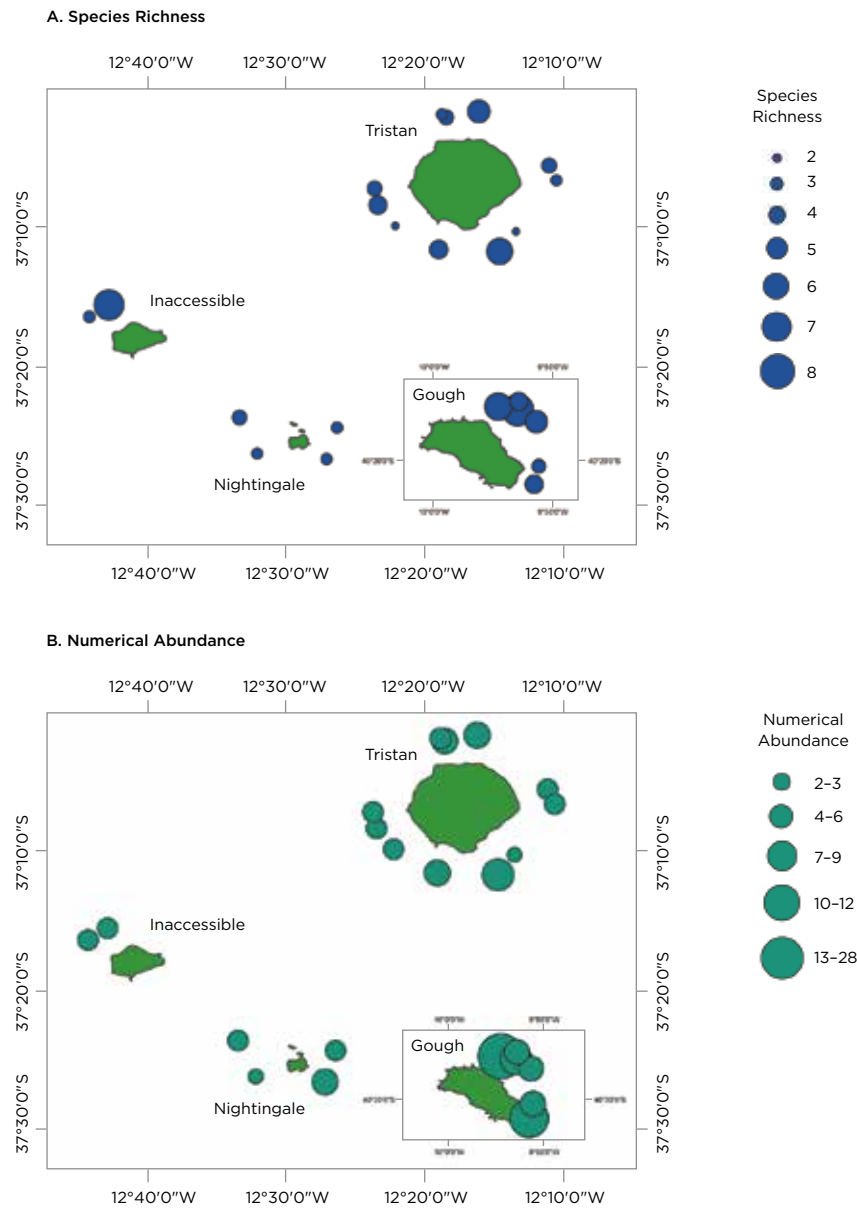 A. Species Richness
12°40'0"W 12°30'0"W 12°20'0"W 12°10'0"W
Species
Richness
Tristan
2
3
4
37°10'0"S 37°10'0"S
5
6
Inaccessible
7
37°20'0"S 37°20'0"S
8
Gough
Nightingale
37°30'0"S 37°30'0"S
12°40'0"W 12°30'0"W 12°20'0"W 12°10'0"W
B. Numerical Abundance
12°40'0"W 12°30'0"W 12°20'0"W 12°10'0"W
Numerical
Abundance
Tristan
2–3
4–6
37°10'0"S 37°10'0"S
7–9
10–12
Inaccessible
13–28
37°20'0"S 37°20'0"S
Gough
Nightingale
37°30'0"S 37°30'0"S
12°40'0"W 12°30'0"W 12°20'0"W 12°10'0"W